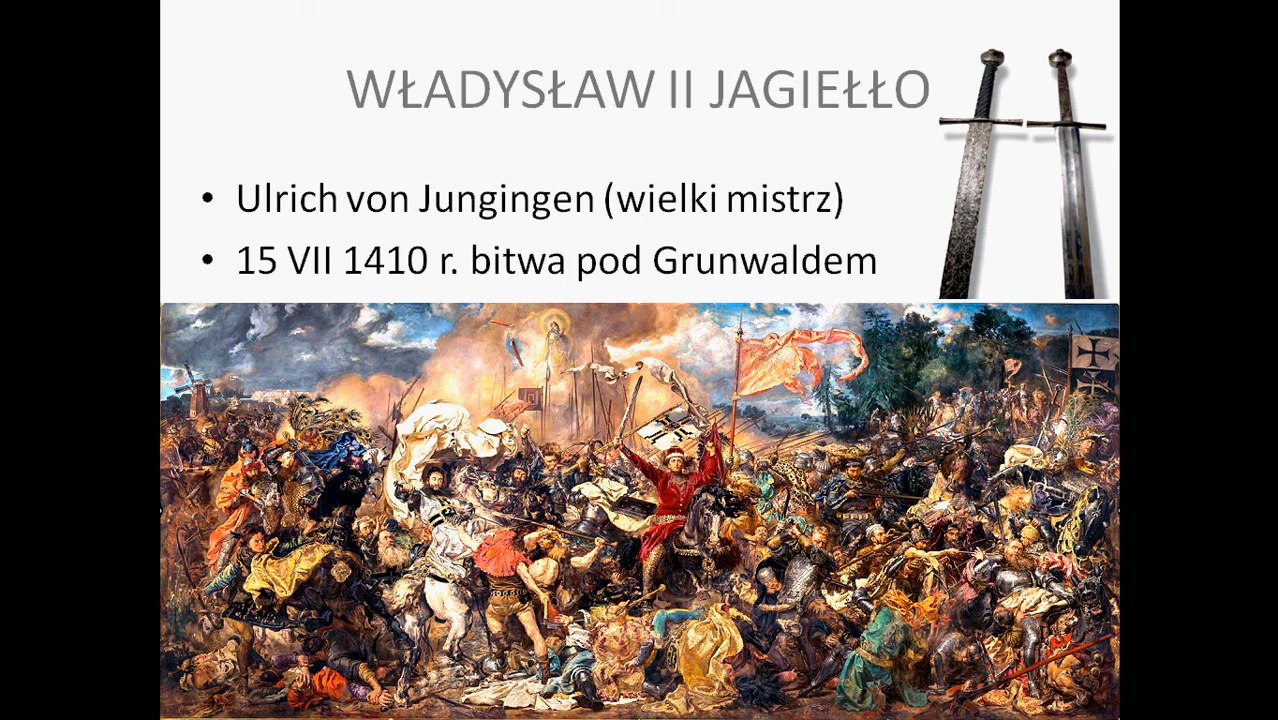 WŁADYSŁAW II JAGIEŁŁO
• Ulrich von Jungingen (wielki mistrz)
• 15 VII 1410 r. bitwa pod Grunwaldem